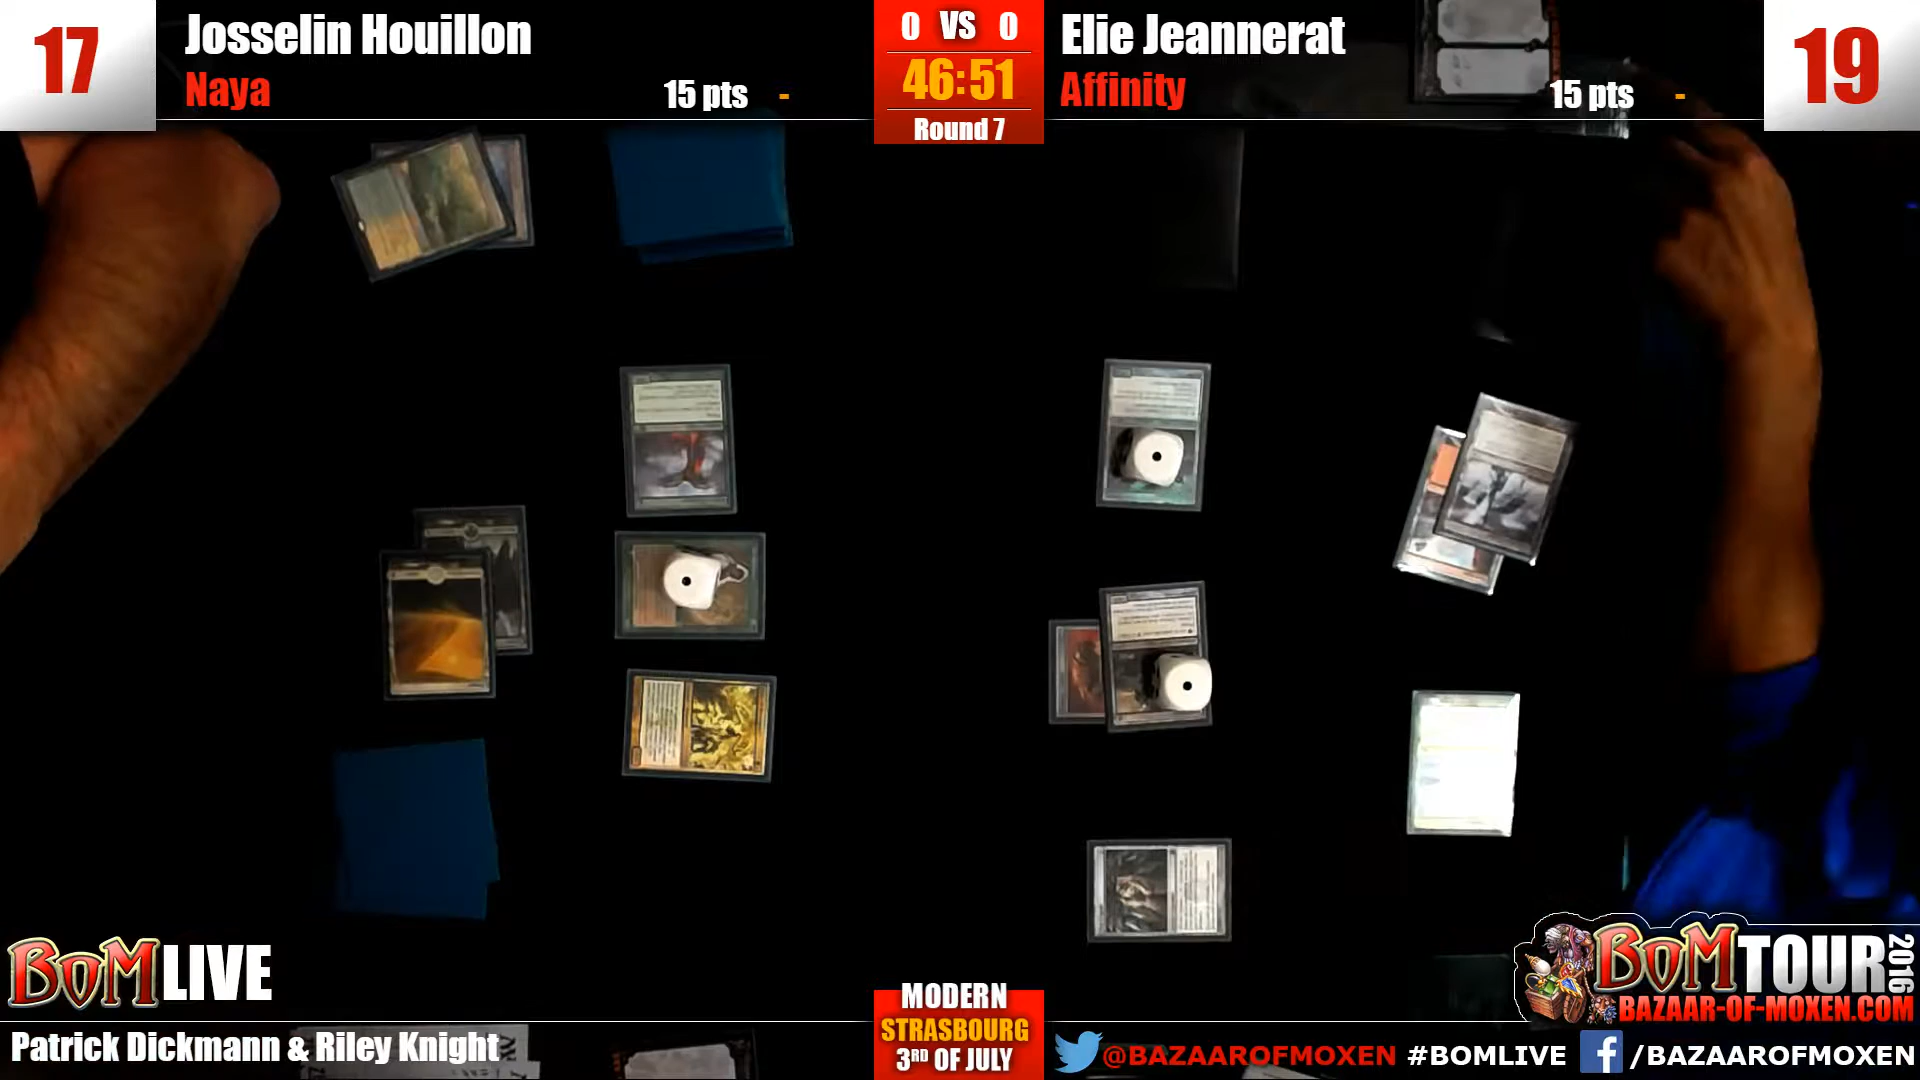 17
Josselin Houillon
Naya
15 pts -
0 VS 0
46:51
Round 7
Elie Jeannerat
Affinity
15 pts -
19
BOM LIVE
Patrick Dickmann & Riley Knight
MODERN
STRASBOURG
3RD OF JULY
BOM TOUR 2016
BAZAAR-OF-MOXEN.COM
@BAZAAROFMOXEN #BOMLIVE /BAZAAROFMOXEN